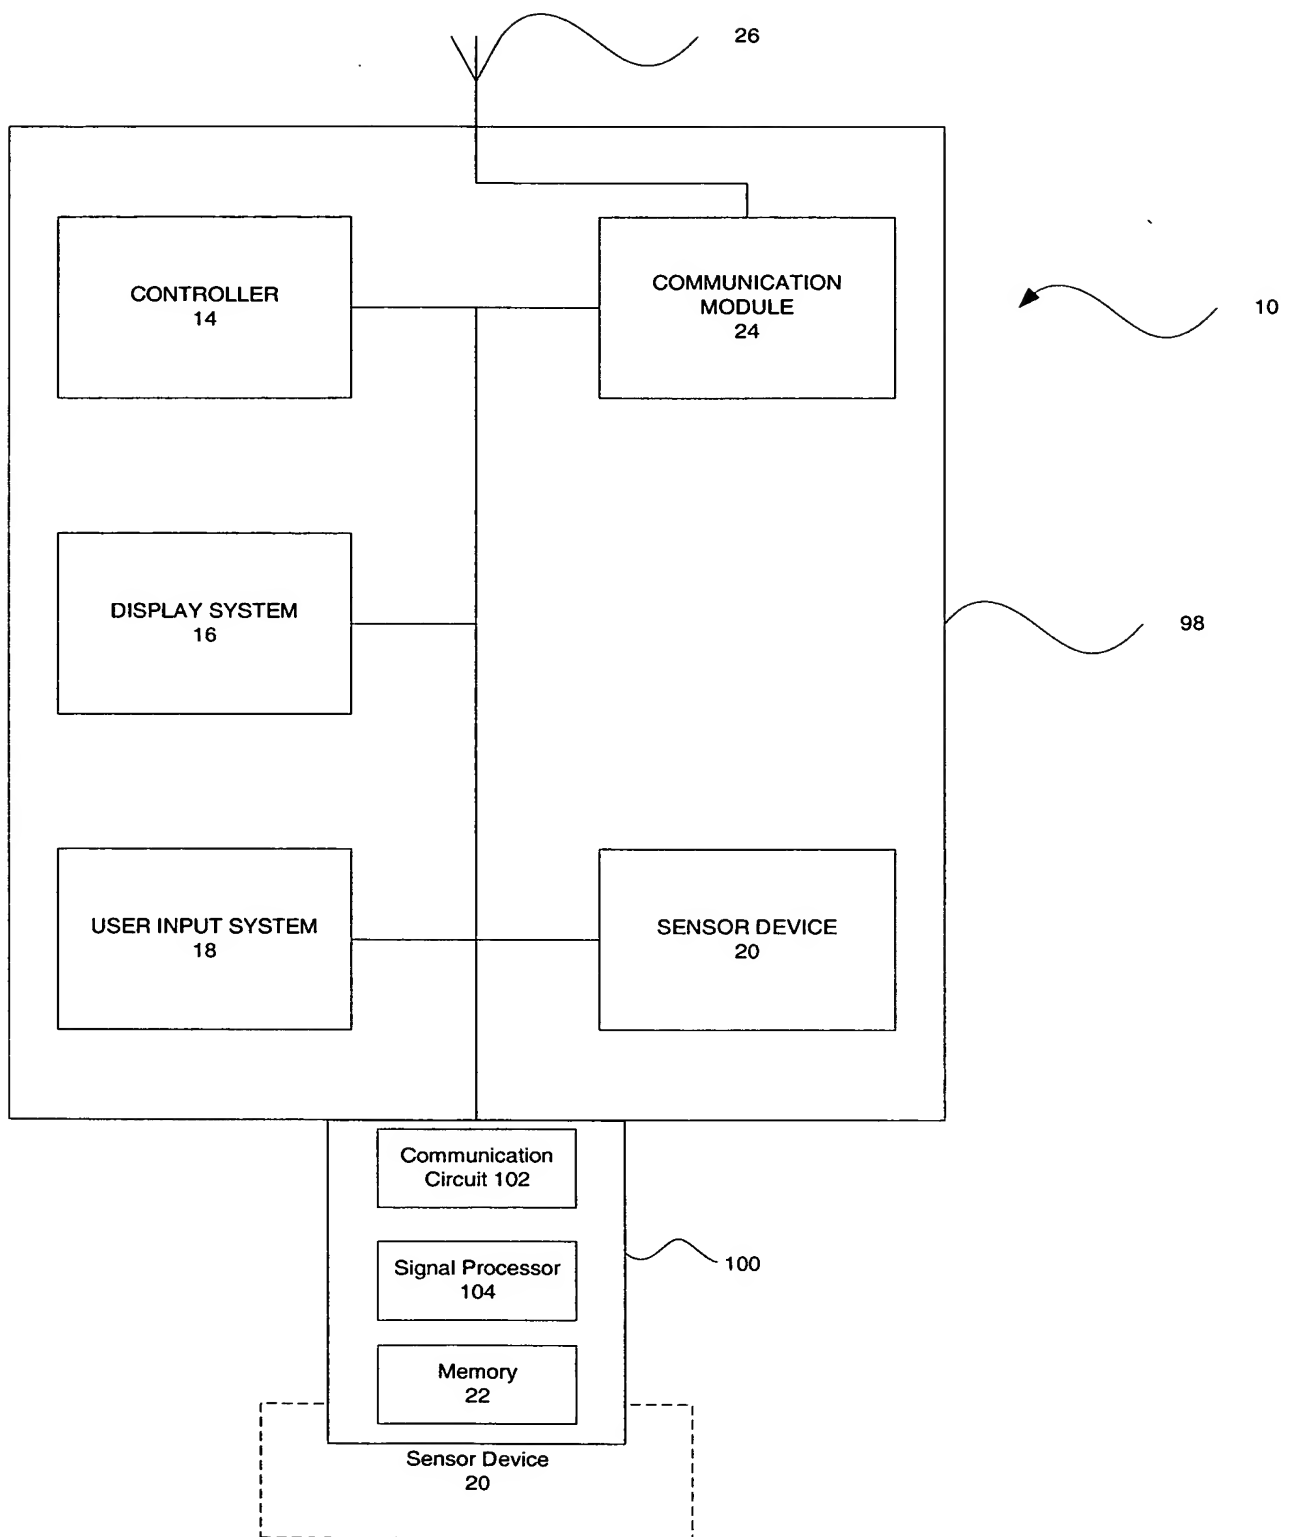 26
CONTROLLER
14
COMMUNICATION
MODULE
24
10
DISPLAY SYSTEM
16
98
USER INPUT SYSTEM
18
SENSOR DEVICE
20
Communication
Circuit 102
Signal Processor
104
100
Memory
22
Sensor Device
20